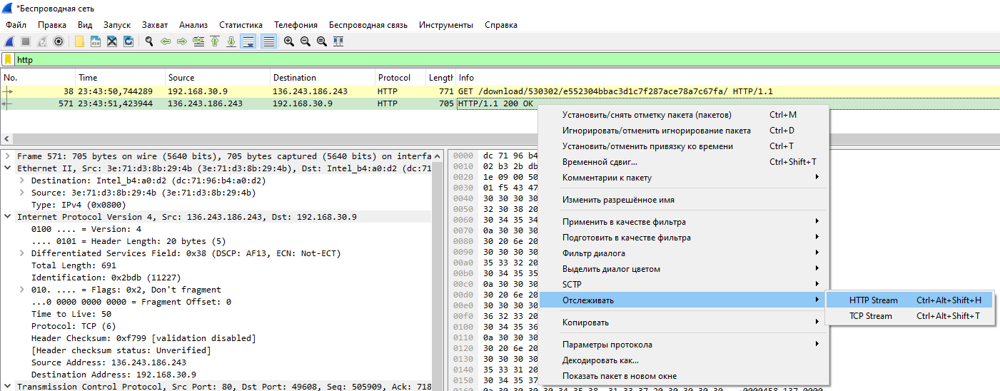 *Беспроводная сеть
Файл Правка Вид Запуск Захват Анализ Статистика Телефония Беспроводная связь Инструменты Справка
http
No. Time Source Destination Protocol Length Info
38 23:43:50,744289 192.168.30.9 136.243.186.243 HTTP 771 GET /download/530302/e552304bbac3d1c7f287ace78a7c67fa/ HTTP/1.1
571 23:43:51,423944 136.243.186.243 192.168.30.9 HTTP 705 HTTP/1.1 200 OK
Frame 571: 705 bytes on wire (5640 bits), 705 bytes captured (5640 bits) on interfa
Ethernet II, Src: 3e:71:d3:8b:29:4b (3e:71:d3:8b:29:4b), Dst: Intel_b4:a0:d2 (dc:71
Destination: Intel_b4:a0:d2 (dc:71:96:b4:a0:d2)
Source: 3e:71:d3:8b:29:4b (3e:71:d3:8b:29:4b)
Type: IPv4 (0x0800)
Internet Protocol Version 4, Src: 136.243.186.243, Dst: 192.168.30.9
0100 .... = Version: 4
.... 0101 = Header Length: 20 bytes (5)
Differentiated Services Field: 0x38 (DSCP: AF13, ECN: Not-ECT)
Total Length: 691
Identification: 0x2bdb (11227)
010. .... = Flags: 0x2, Don't fragment
...0 0000 0000 0000 = Fragment Offset: 0
Time to Live: 50
Protocol: TCP (6)
Header Checksum: 0xf799 [validation disabled]
[Header checksum status: Unverified]
Source Address: 136.243.186.243
Destination Address: 192.168.30.9
Transmission Control Protocol, Src Port: 80, Dst Port: 49608, Seq: 505909, Ack: 718
0000 dc 71 96 b4
0010 02 b3 2b db
0020 1e 09 00 50
0030 01 f5 43 47
0040 30 30 30 30
0050 32 30 38 20
0060 30 34 35 34
0070 0a 30 30 30
0080 30 20 6e 20
0090 30 30 30 30
00a0 35 33 32 20
00b0 30 34 35 35
00c0 0a 30 30 30
00d0 30 20 6e 20
00e0 30 30 30 30
00f0 36 32 33 20
0100 30 34 35 36
0110 0a 30 30 30
0120 30 20 6e 20
0130 30 30 30 30
0140 35 33 31 20
0150 30 34 35 37
0160 0a 30 30 30 30 34 35 38 31 33 37 20 30 30 30 30 ·0000458 137 0000
Установить/снять отметку пакета (пакетов) Ctrl+M
Игнорировать/отменить игнорирование пакета Ctrl+D
Установить/отменить привязку ко времени Ctrl+T
Временной сдвиг... Ctrl+Shift+T
Комментарии к пакету
Изменить разрешённое имя
Применить в качестве фильтра
Подготовить в качестве фильтра
Фильтр диалога
Выделить диалог цветом
SCTP
Отслеживать
Копировать
Параметры протокола
Декодировать как...
Показать пакет в новом окне
HTTP Stream Ctrl+Alt+Shift+H
TCP Stream Ctrl+Alt+Shift+T